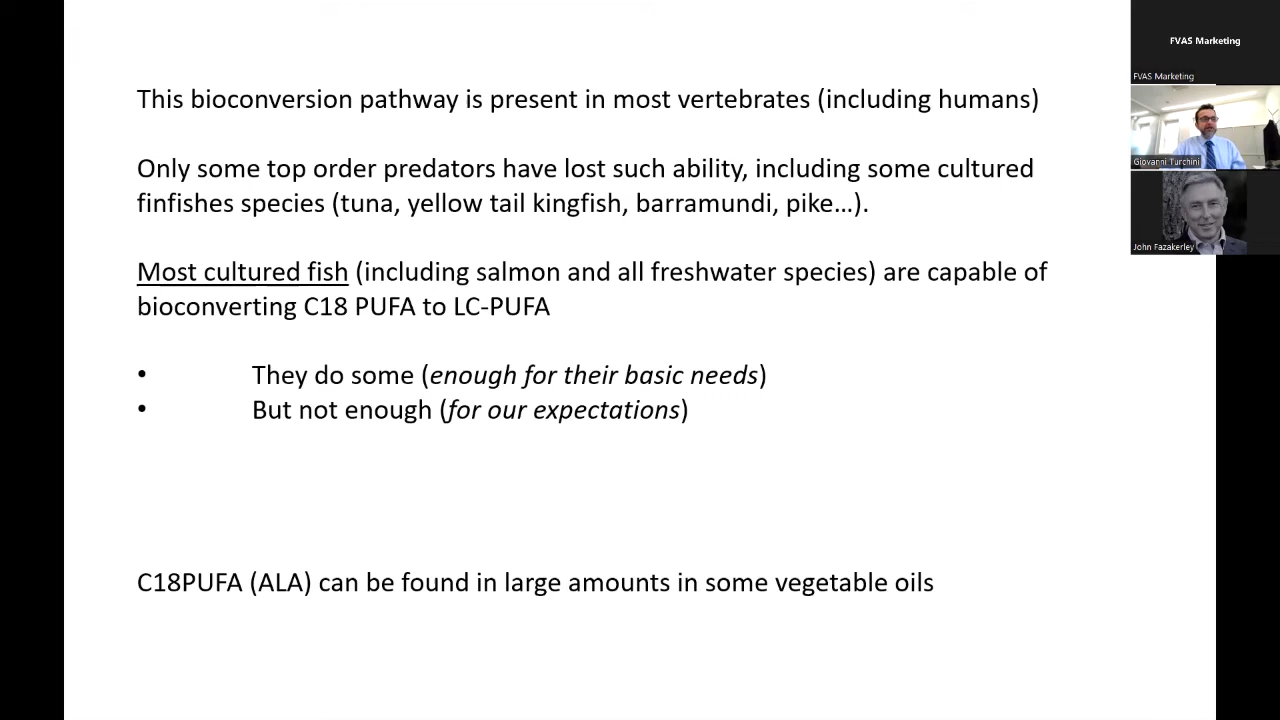 This bioconversion pathway is present in most vertebrates (including humans)
Only some top order predators have lost such ability, including some cultured
finfishes species (tuna, yellow tail kingfish, barramundi, pike…).
Most cultured fish (including salmon and all freshwater species) are capable of
bioconverting C18 PUFA to LC-PUFA
• They do some (enough for their basic needs)
• But not enough (for our expectations)
C18PUFA (ALA) can be found in large amounts in some vegetable oils
FVAS Marketing
FVAS Marketing
Giovanni Turchini
John Fazakerley